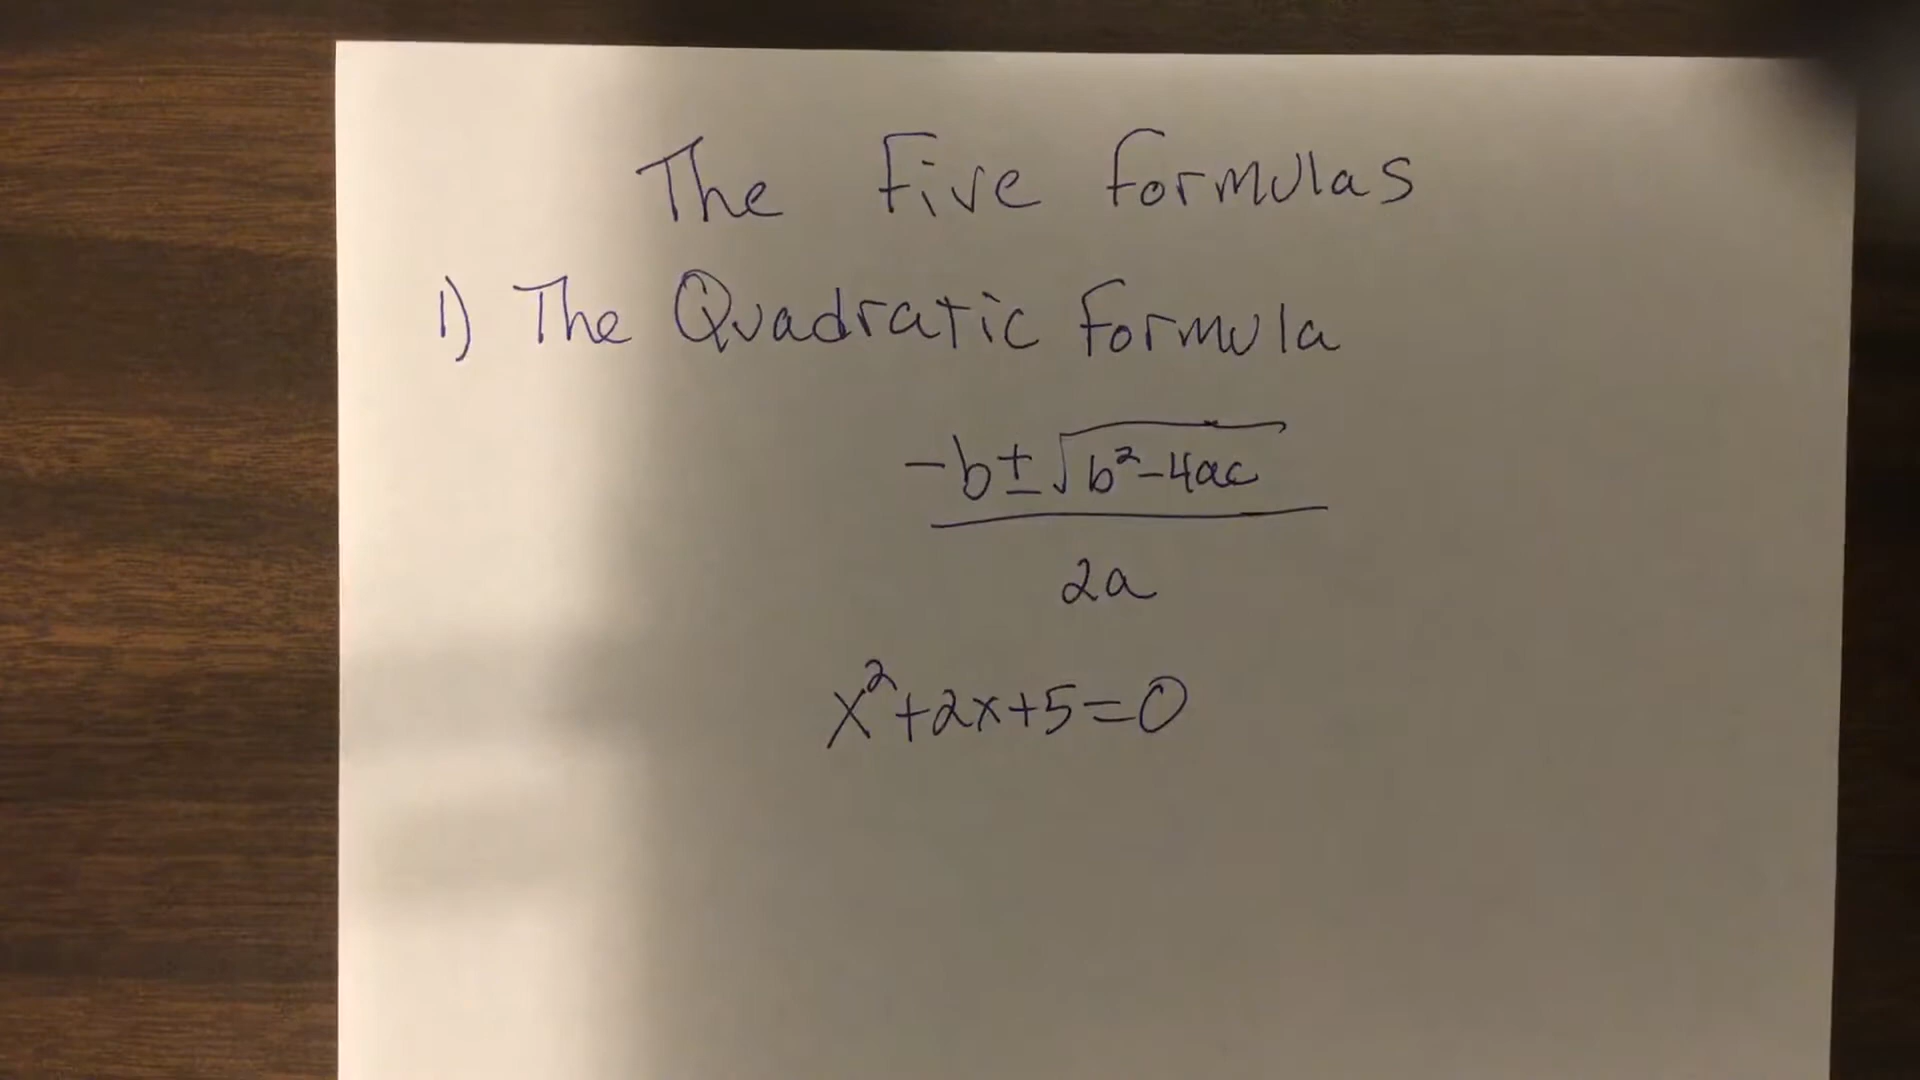 The Five Formulas
1) The Quadratic Formula
-b±√b²-4ac
2a
x²+2x+5=0